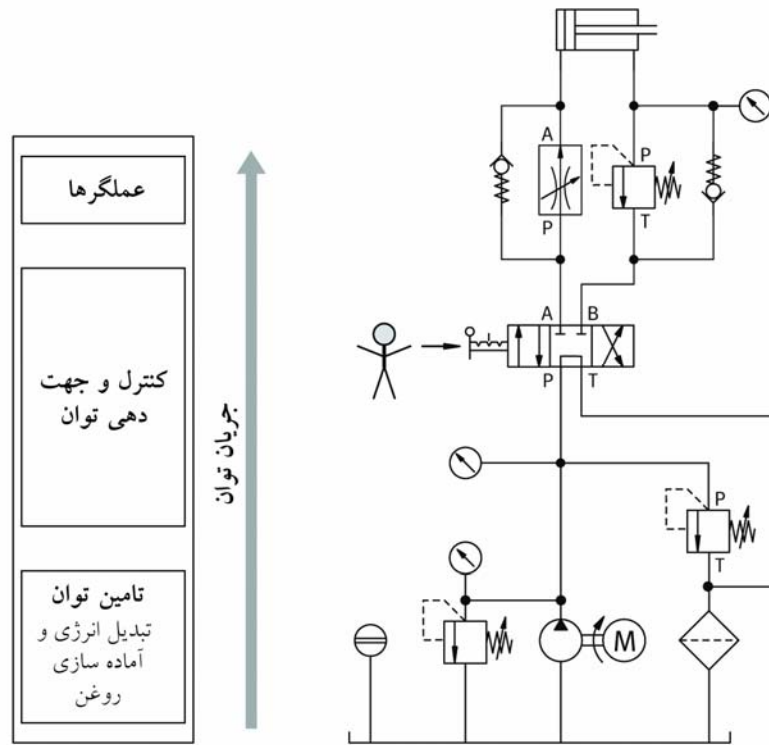 عملگرها
کنترل و جهت
دهی توان
تامین توان
تبدیل انرژی و
آماده سازی
روغن
جریان توان
A
P
P
T
A B
P T
P
T
M